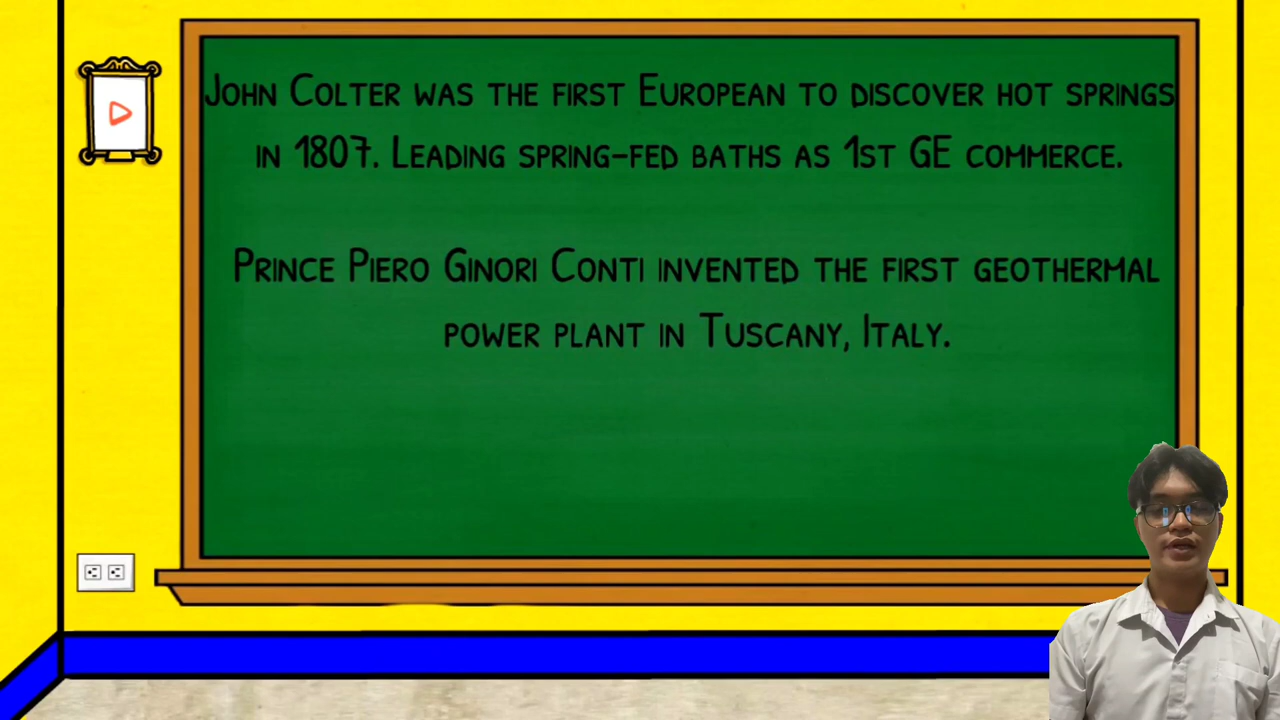 John Colter was the first European to discover hot springs
in 1807. Leading spring-fed baths as 1st GE commerce.
Prince Piero Ginori Conti invented the first geothermal
power plant in Tuscany, Italy.